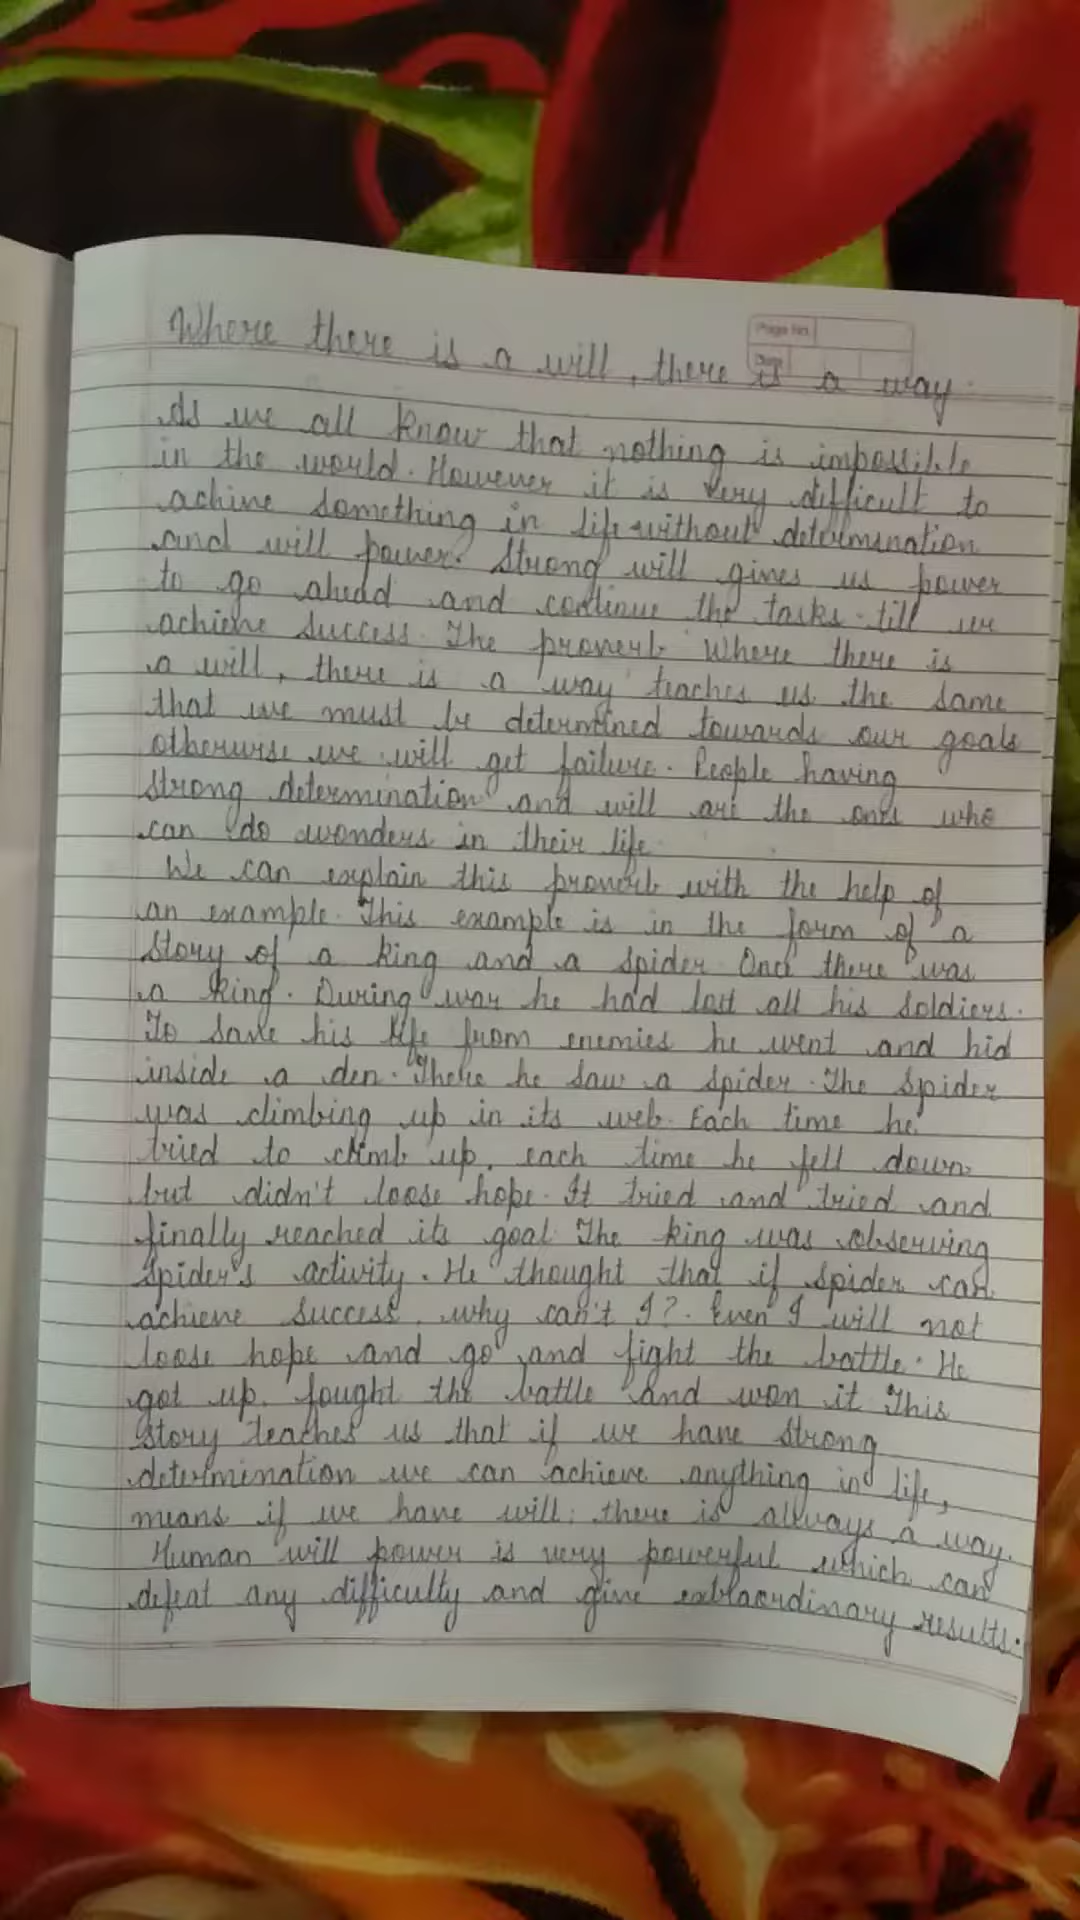 Page No.
Date
Where there is a will, there is a way.
As we all know that nothing is impossible
in the world. However it is very difficult to
achive something in life without determination
and will power. Strong will gives us power
to go ahead and continue the tasks till we
achieve success. The proverb 'Where there is
a will, there is a way' teaches us the same
that we must be determined towards our goals
otherwise we will get failure. People having
strong determination and will are the ones who
can do wonders in their life.
We can explain this proverb with the help of
an example. This example is in the form of a
story of a king and a spider. Once there was
a king. During war he had lost all his soldiers.
To save his life from enemies he went and hid
inside a den. There he saw a spider. The spider
was climbing up in its web. Each time he
tried to climb up, each time he fell down
but didn't loose hope. It tried and tried and
finally reached its goal. The king was observing
spider's activity. He thought that if spider can
achieve success, why can't I?. Even I will not
loose hope and go and fight the battle. He
got up, fought the battle and won it. This
story teaches us that if we have strong
determination we can achieve anything in life,
means if we have will, there is always a way.
Human will power is very powerful which can
defeat any difficulty and give extraordinary results.